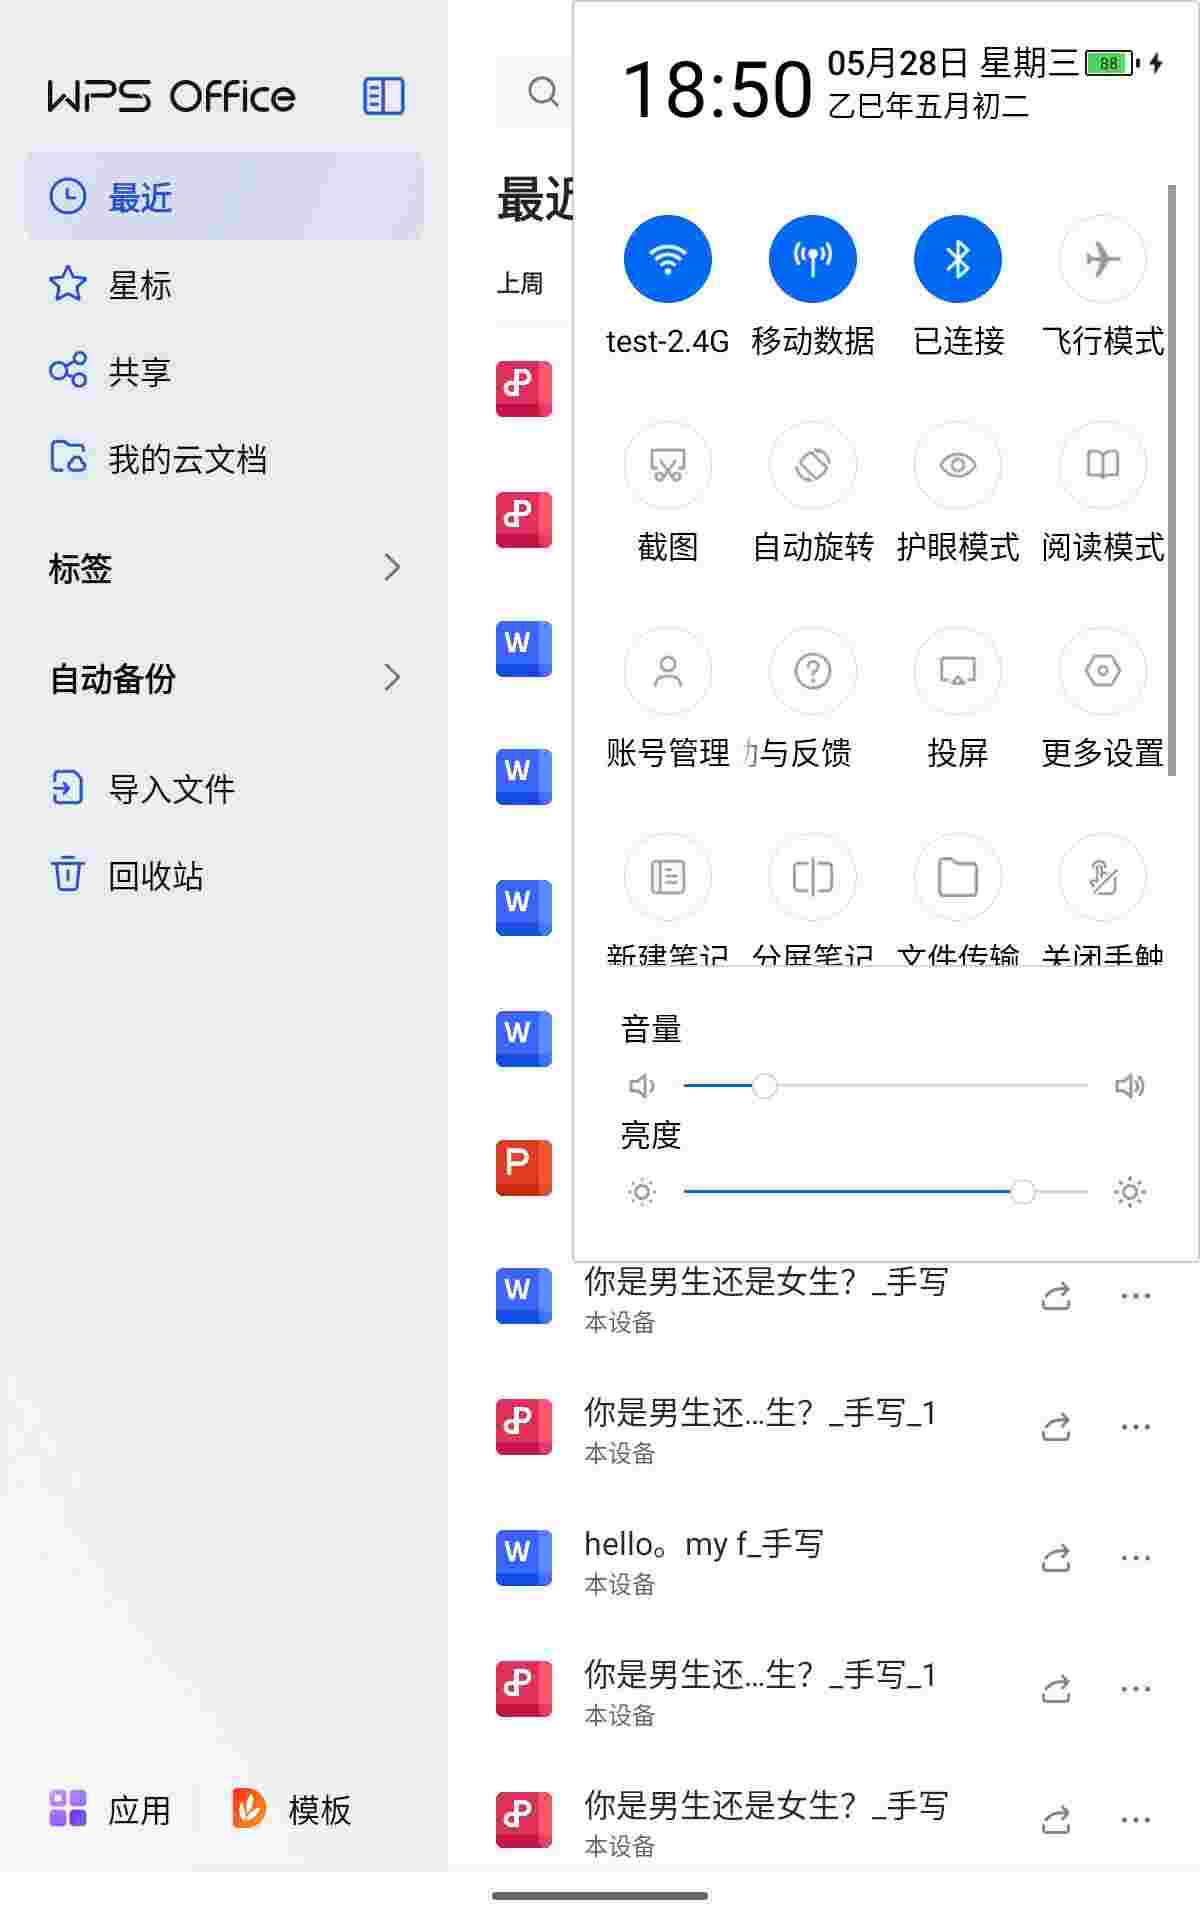 WPS Office
最近
星标
共享
我的云文档
标签
自动备份
导入文件
回收站
应用
模板
最近
上周
18:50
05月28日 星期三
88
乙巳年五月初二
test-2.4G
移动数据
已连接
飞行模式
截图
自动旋转
护眼模式
阅读模式
账号管理
与反馈
投屏
更多设置
新建笔记
分屏笔记
文件传输
关闭手触
音量
亮度
你是男生还是女生？_手写
本设备
你是男生还...生？_手写_1
本设备
hello。my f_手写
本设备
你是男生还...生？_手写_1
本设备
你是男生还是女生？_手写
本设备